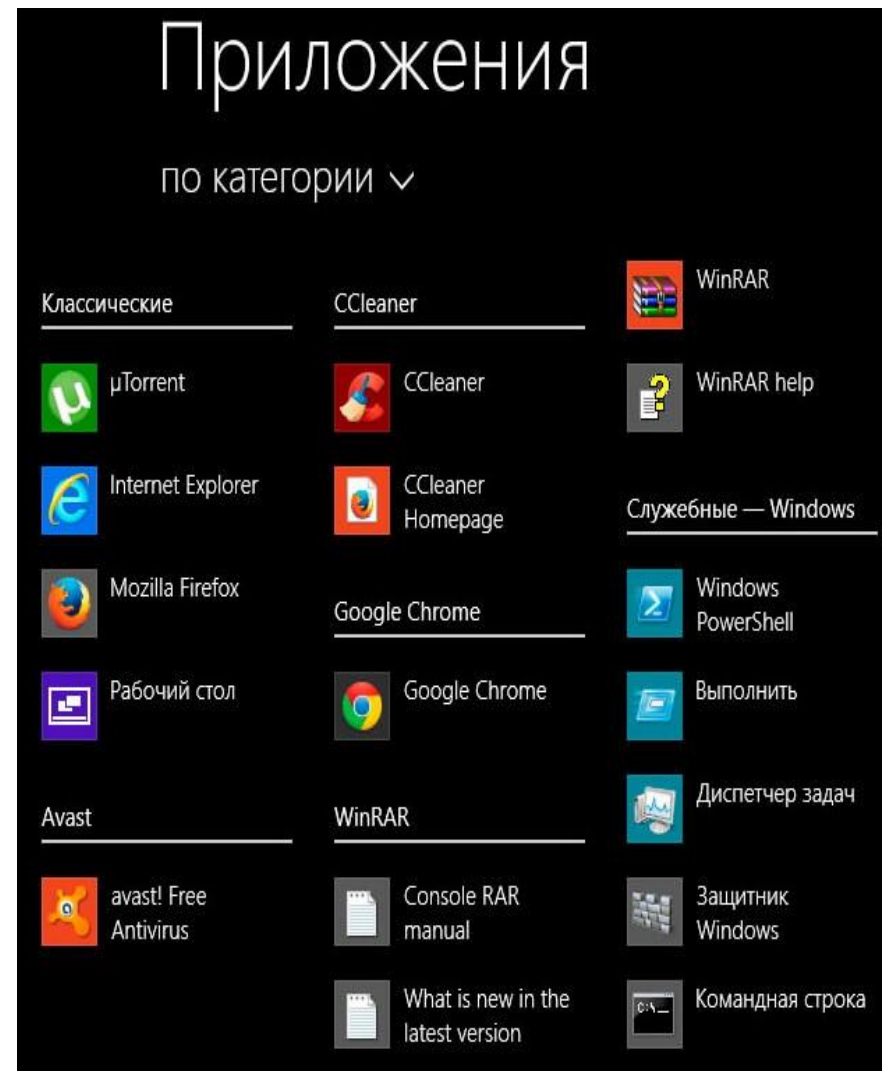 Приложения
по категории
Классические
µTorrent
Internet Explorer
Mozilla Firefox
Рабочий стол
Avast
avast! Free
Antivirus
CCleaner
CCleaner
CCleaner
Homepage
Google Chrome
Google Chrome
WinRAR
Console RAR
manual
What is new in the
latest version
WinRAR
WinRAR help
Служебные — Windows
Windows
PowerShell
Выполнить
Диспетчер задач
Защитник
Windows
Командная строка